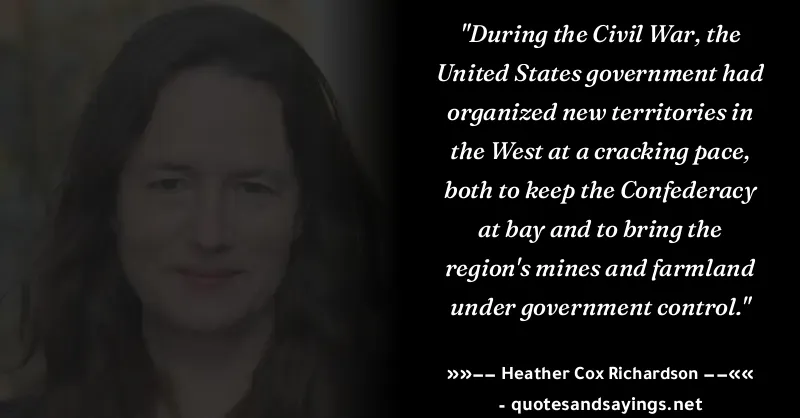 "During the Civil War, the
United States government had
organized new territories in
the West at a cracking pace,
both to keep the Confederacy
at bay and to bring the
region's mines and farmland
under government control."
»»–– Heather Cox Richardson ––««
- quotesandsayings.net